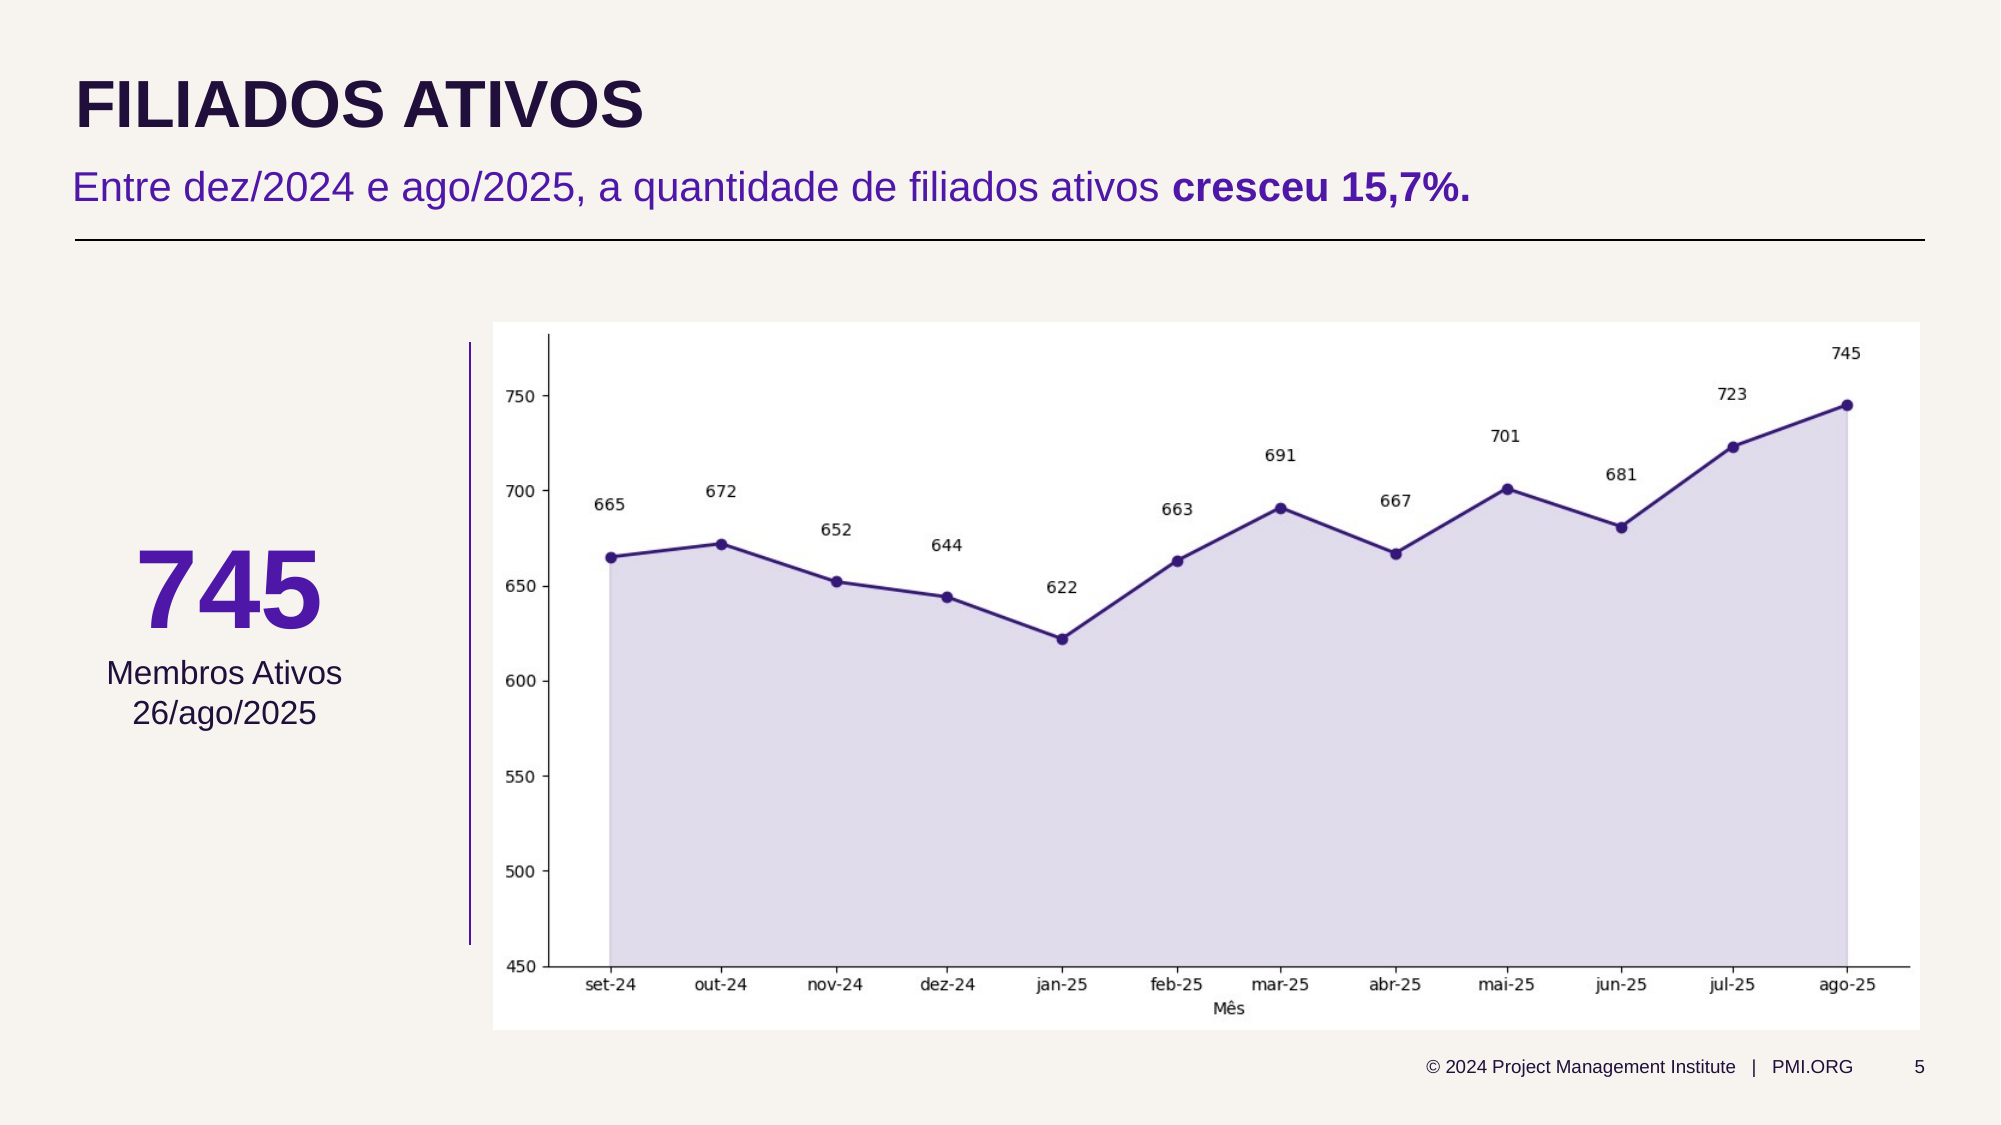 FILIADOS ATIVOS
Entre dez/2024 e ago/2025, a quantidade de filiados ativos cresceu 15,7%.
745
Membros Ativos
26/ago/2025
750
700
650
600
550
500
450
665
672
652
644
622
663
691
667
701
681
723
745
set-24 out-24 nov-24 dez-24 jan-25 feb-25 mar-25 abr-25 mai-25 jun-25 jul-25 ago-25
Mês
© 2024 Project Management Institute | PMI.ORG 5